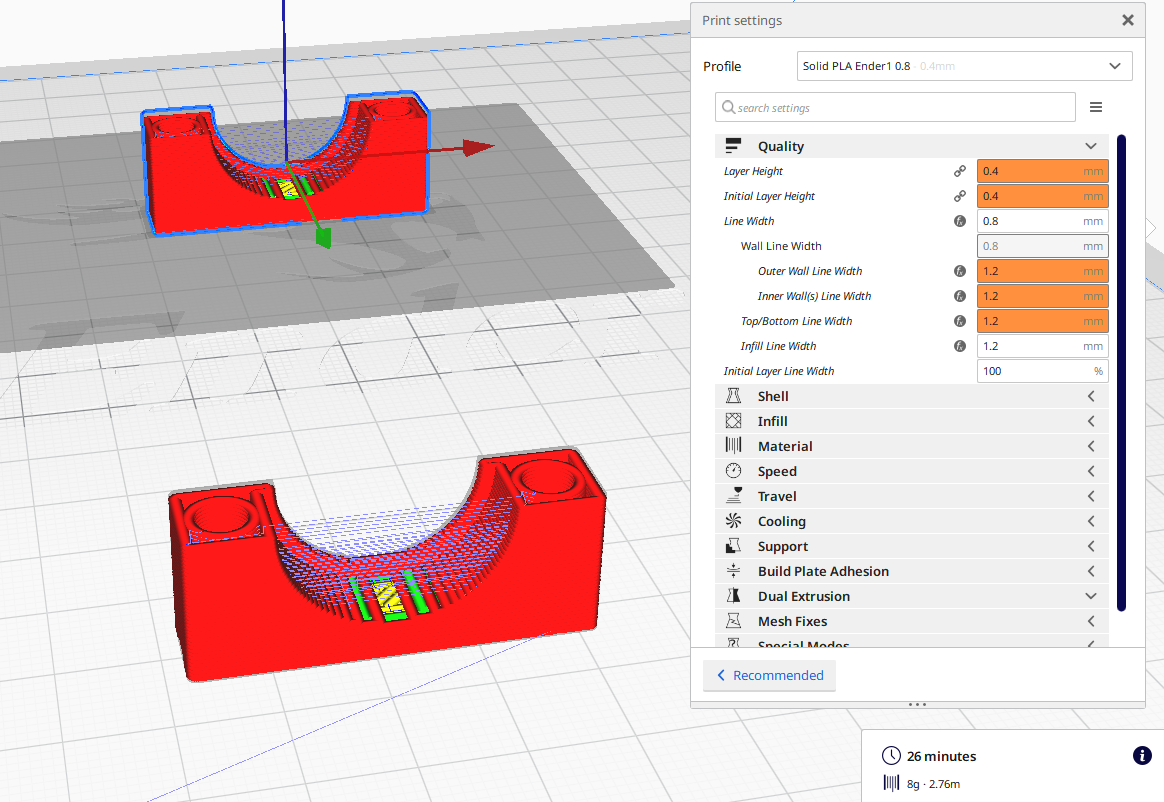 Print settings
Profile
Solid PLA Ender1 0.8 - 0.4mm
search settings
Quality
Layer Height
0.4 mm
Initial Layer Height
0.4 mm
Line Width
0.8 mm
Wall Line Width
0.8 mm
Outer Wall Line Width
1.2 mm
Inner Wall(s) Line Width
1.2 mm
Top/Bottom Line Width
1.2 mm
Infill Line Width
1.2 mm
Initial Layer Line Width
100 %
Shell
Infill
Material
Speed
Travel
Cooling
Support
Build Plate Adhesion
Dual Extrusion
Mesh Fixes
Special Modes
Recommended
26 minutes
8g · 2.76m